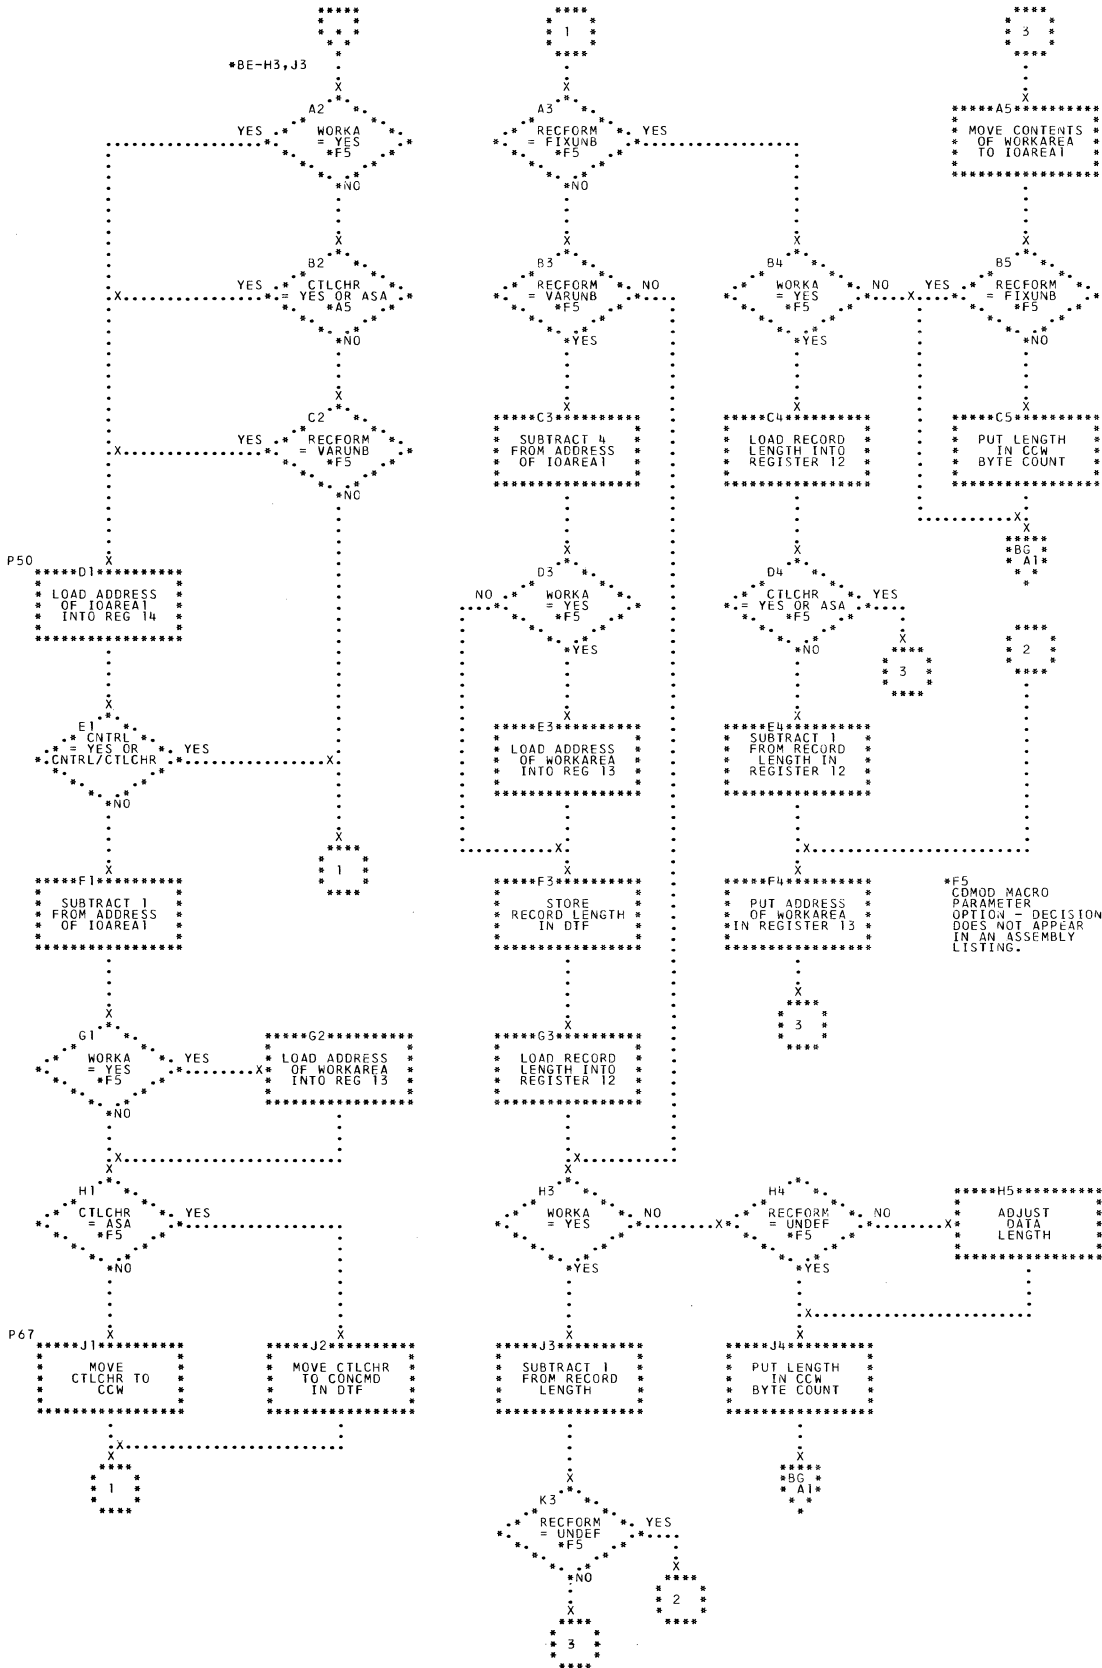 *BE-H3,J3
A2
WORKA
= YES
*F5
YES
*NO
B2
CTLCHR
= YES OR ASA
*A5
YES
*NO
C2
RECFORM
= VARUNB
*F5
YES
*NO
P50
D1
LOAD ADDRESS
OF IOAREA1
INTO REG 14
E1
CNTRL
= YES OR
CNTRL/CTLCHR
YES
*NO
1
F1
SUBTRACT 1
FROM ADDRESS
OF IOAREA1
G1
WORKA
= YES
*F5
YES
*NO
G2
LOAD ADDRESS
OF WORKAREA
INTO REG 13
H1
CTLCHR
= ASA
*F5
YES
*NO
P67
J1
MOVE
CTLCHR TO
CCW
J2
MOVE CTLCHR
TO CONCMD
IN DTF
1
1
A3
RECFORM
= FIXUNB
*F5
YES
*NO
B3
RECFORM
= VARUNB
*F5
NO
*YES
C3
SUBTRACT 4
FROM ADDRESS
OF IOAREA1
D3
WORKA
= YES
*F5
NO
*YES
E3
LOAD ADDRESS
OF WORKAREA
INTO REG 13
F3
STORE
RECORD LENGTH
IN DTF
G3
LOAD RECORD
LENGTH INTO
REGISTER 12
H3
WORKA
= YES
NO
*YES
J3
SUBTRACT 1
FROM RECORD
LENGTH
K3
RECFORM
= UNDEF
*F5
YES
*NO
2
3
B4
WORKA
= YES
*F5
NO
*YES
C4
LOAD RECORD
LENGTH INTO
REGISTER 12
D4
CTLCHR
= YES OR ASA
*F5
YES
*NO
3
E4
SUBTRACT 1
FROM RECORD
LENGTH IN
REGISTER 12
F4
PUT ADDRESS
OF WORKAREA
IN REGISTER 13
3
H4
RECFORM
= UNDEF
*F5
NO
*YES
H5
ADJUST
DATA
LENGTH
J4
PUT LENGTH
IN CCW
BYTE COUNT
BG
A1
3
A5
MOVE CONTENTS
OF WORKAREA
TO IOAREA1
B5
RECFORM
= FIXUNB
*F5
YES
*NO
C5
PUT LENGTH
IN CCW
BYTE COUNT
BG
A1
2
*F5
CDMOD MACRO
PARAMETER
OPTION - DECISION
DOES NOT APPEAR
IN AN ASSEMBLY
LISTING.